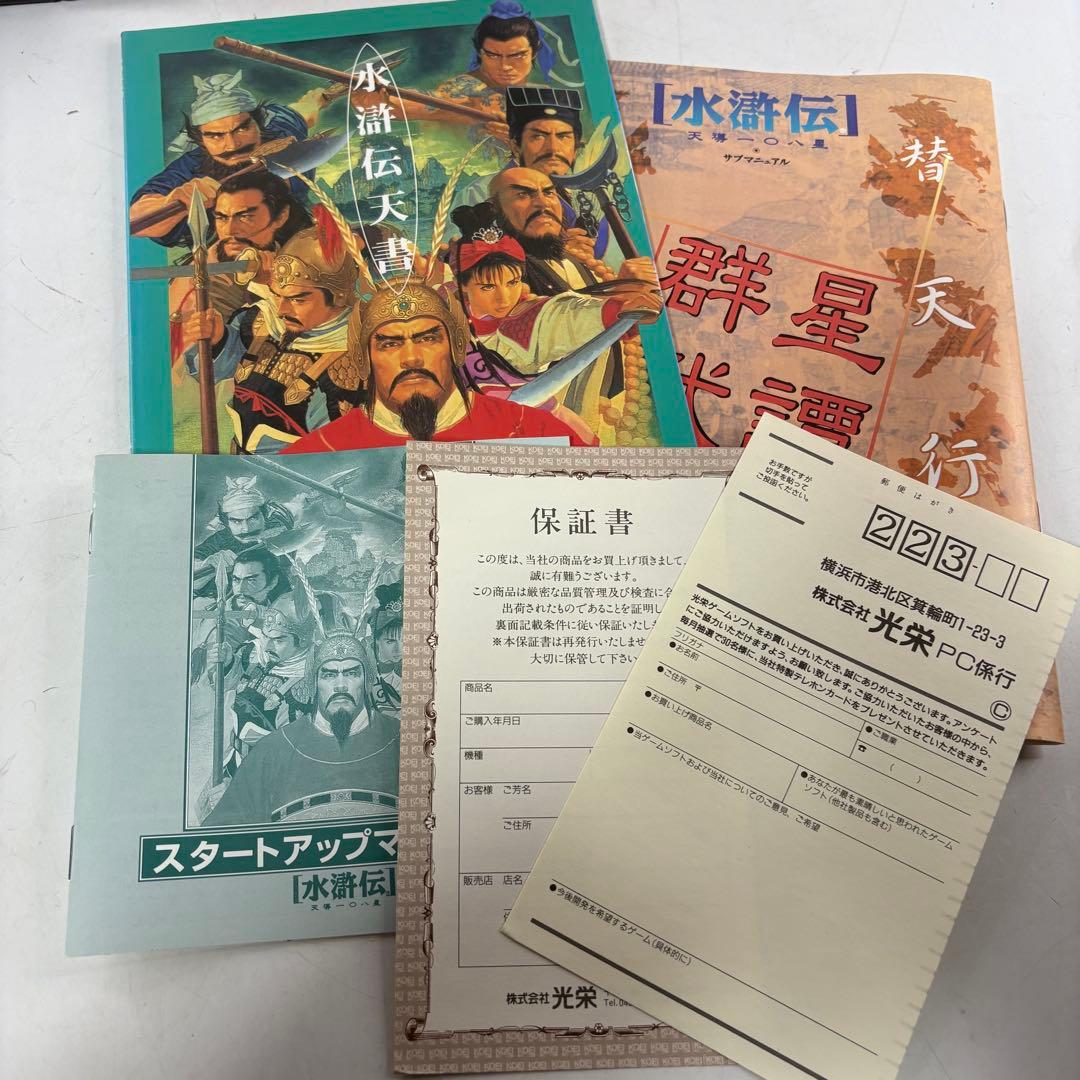 水滸伝天書
[水滸伝]
天導一〇八星
サブマニュアル
替天行
群星
譚
スタートアップマ
[水滸伝]
天導一〇八星
保証書
この度は、当社の商品をお買上げ頂きまして、
誠に有難うございます。
この商品は厳密な品質管理及び検査に合
出荷されたものであることを証明し
裏面記載条件に従い保証いたし
※本保証書は再発行いたしませ
大切に保管して下さい
商品名
ご購入年月日
機種
お客様 ご芳名
ご住所
販売店 店名
株式会社 光栄
Tel.04
お手数ですが
切手を貼って
ご投函ください。
郵便はがき
223-
横浜市港北区箕輪町1-23-3
株式会社 光栄 PC係行
C
光栄ゲームソフトをお買い上げいただき、誠にありがとうございます。アンケート
にご協力いただけますよう、お願い致します。ご協力いただいたお客様の中から、
毎月抽選で30名様に、当社特製テレホンカードをプレゼントさせていただきます。
フリガナ
●お名前
●ご職業
●ご住所 〒
☎ ( )
●お買い上げ商品名
●あなたが最も素晴しいと思われたゲーム
ソフト(他社製品も含む)
●当ゲームソフトおよび当社についてのご意見、ご希望
●今後開発を希望するゲーム(具体的に)